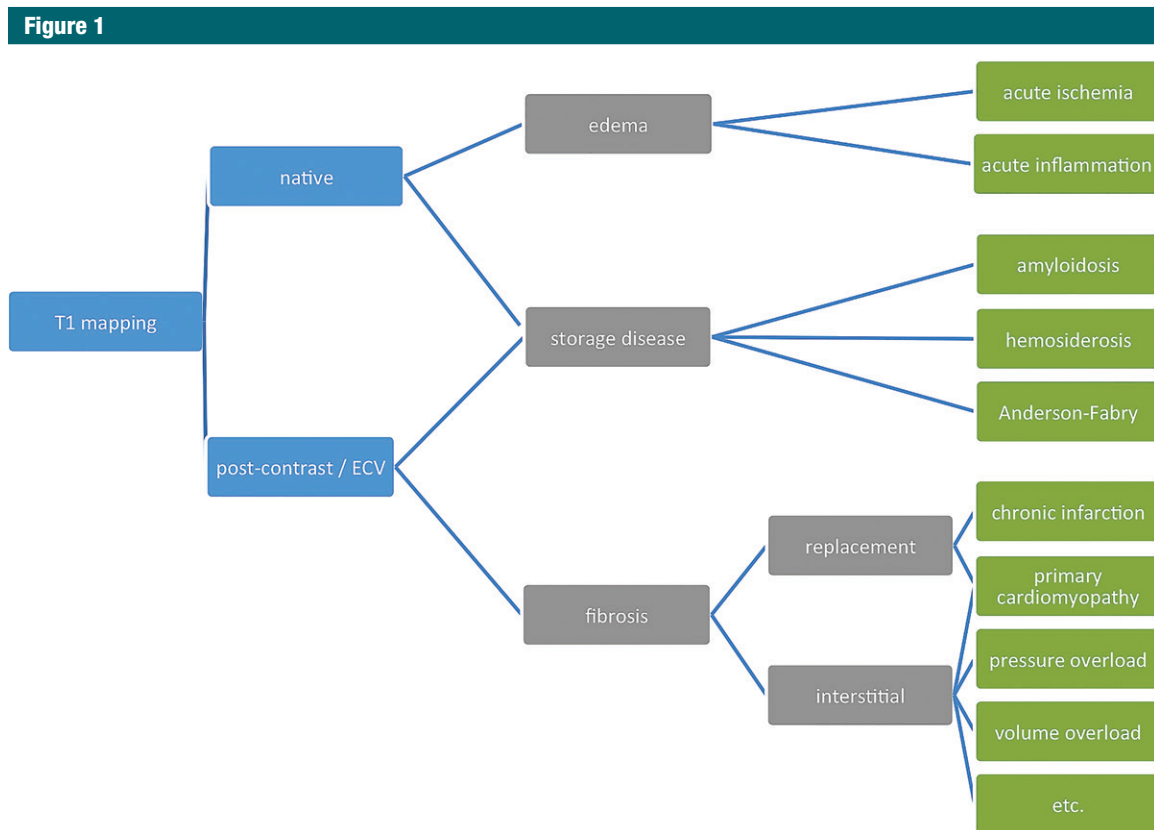 Figure 1
T1 mapping
native
post-contrast / ECV
edema
storage disease
fibrosis
replacement
interstitial
acute ischemia
acute inflammation
amyloidosis
hemosiderosis
Anderson-Fabry
chronic infarction
primary
cardiomyopathy
pressure overload
volume overload
etc.